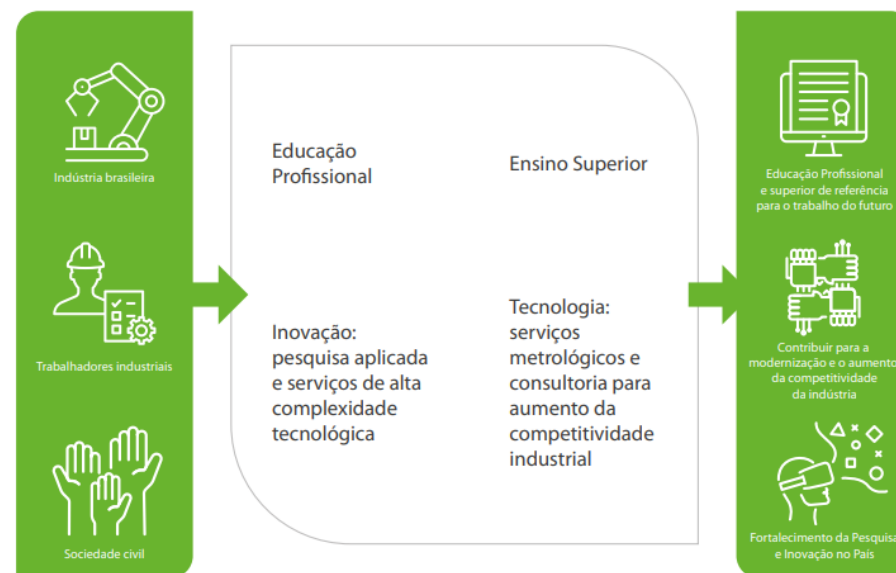 Indústria brasileira
Trabalhadores industriais
Sociedade civil
Educação
Profissional
Ensino Superior
Inovação:
pesquisa aplicada
e serviços de alta
complexidade
tecnológica
Tecnologia:
serviços
metrológicos e
consultoria para
aumento da
competitividade
industrial
Educação Profissional
e superior de referência
para o trabalho do futuro
Contribuir para a
modernização e o aumento
da competitividade
da indústria
Fortalecimento da Pesquisa
e Inovação no País